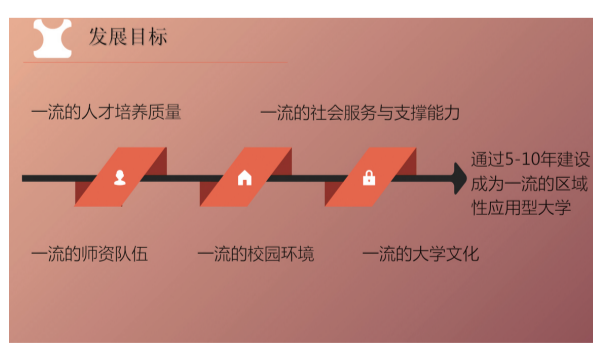 发展目标
一流的人才培养质量
一流的社会服务与支撑能力
通过5-10年建设
成为一流的区域
性应用型大学
一流的师资队伍
一流的校园环境
一流的大学文化